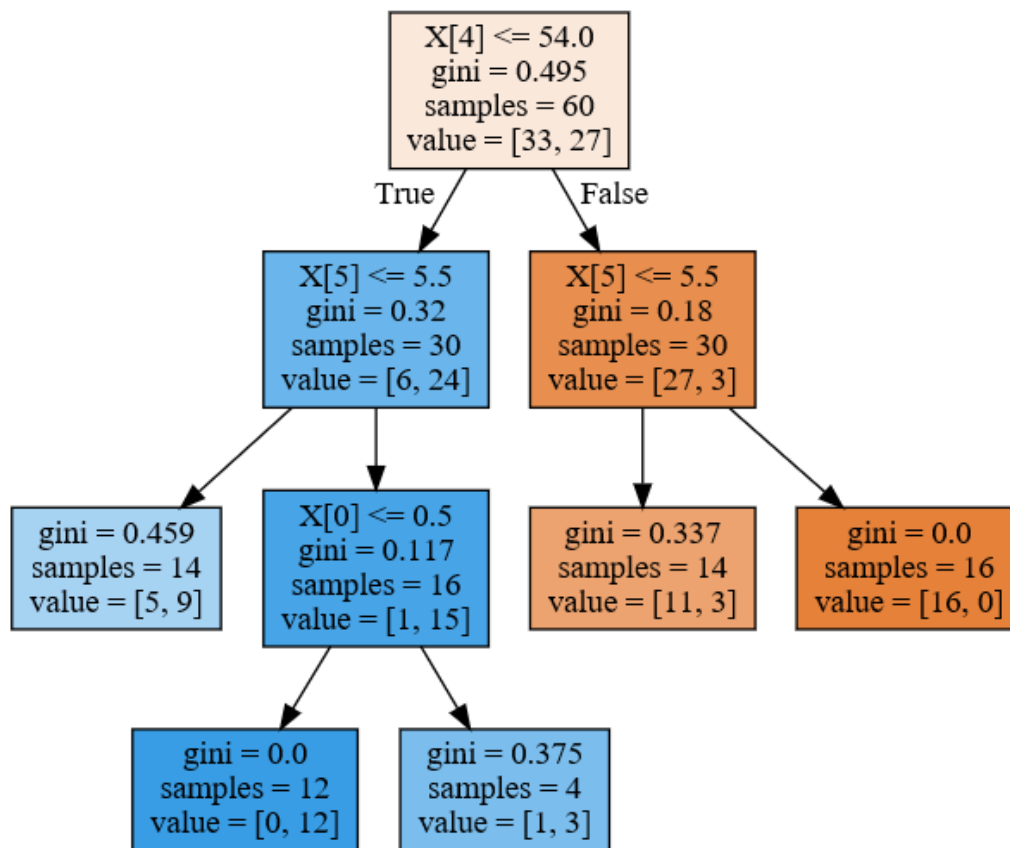 X[4] <= 54.0
gini = 0.495
samples = 60
value = [33, 27]
True
False
X[5] <= 5.5
gini = 0.32
samples = 30
value = [6, 24]
X[5] <= 5.5
gini = 0.18
samples = 30
value = [27, 3]
gini = 0.459
samples = 14
value = [5, 9]
X[0] <= 0.5
gini = 0.117
samples = 16
value = [1, 15]
gini = 0.337
samples = 14
value = [11, 3]
gini = 0.0
samples = 16
value = [16, 0]
gini = 0.0
samples = 12
value = [0, 12]
gini = 0.375
samples = 4
value = [1, 3]